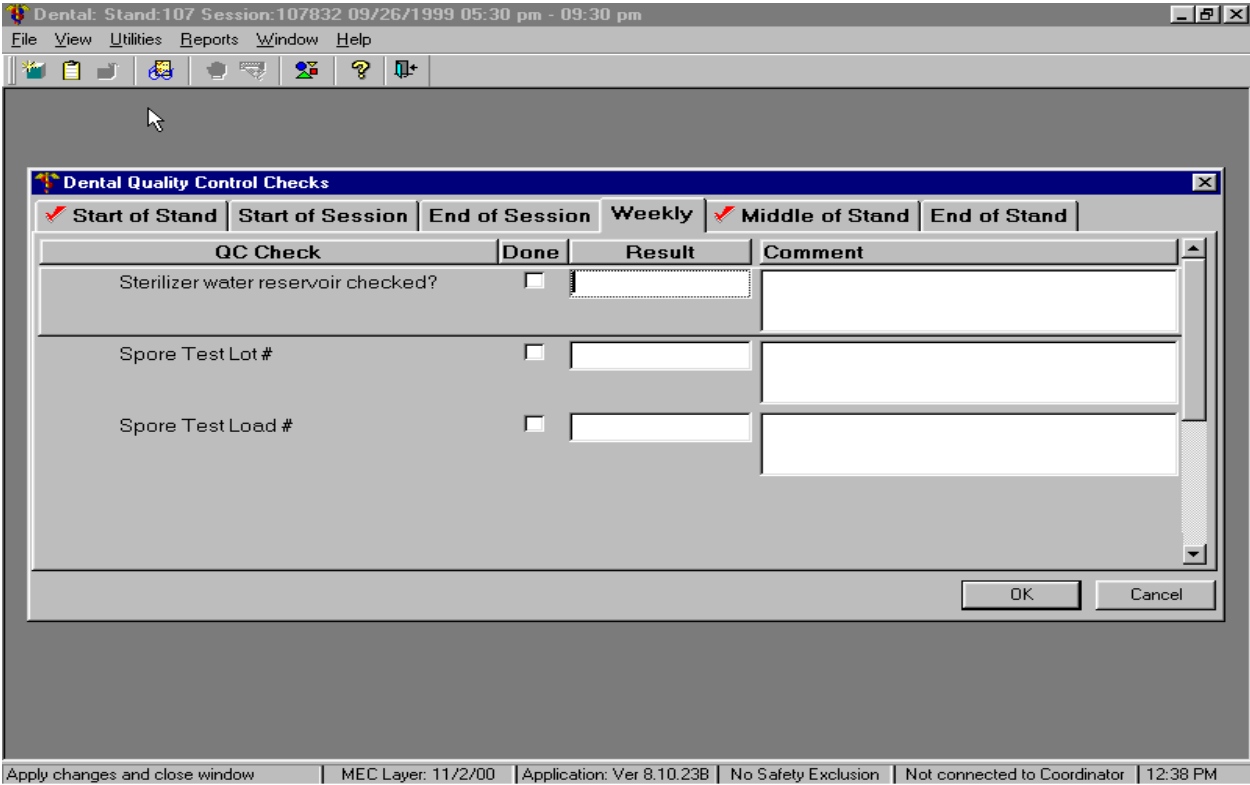 Dental: Stand:107 Session:107832 09/26/1999 05:30 pm - 09:30 pm
File View Utilities Reports Window Help
Dental Quality Control Checks
Start of Stand Start of Session End of Session Weekly Middle of Stand End of Stand
QC Check Done Result Comment
Sterilizer water reservoir checked?
Spore Test Lot #
Spore Test Load #
OK Cancel
Apply changes and close window MEC Layer: 11/2/00 Application: Ver 8.10.23B No Safety Exclusion Not connected to Coordinator 12:38 PM